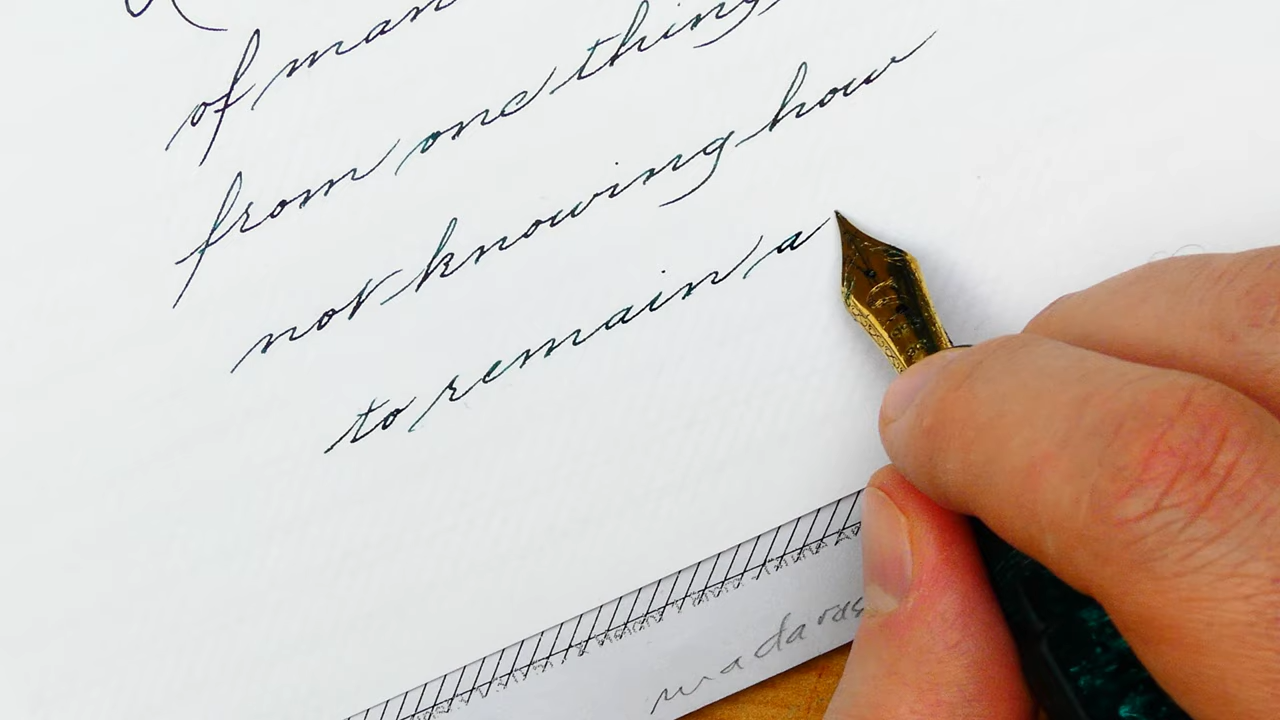 of man
from one thing
not knowing how
to remain a
madaras